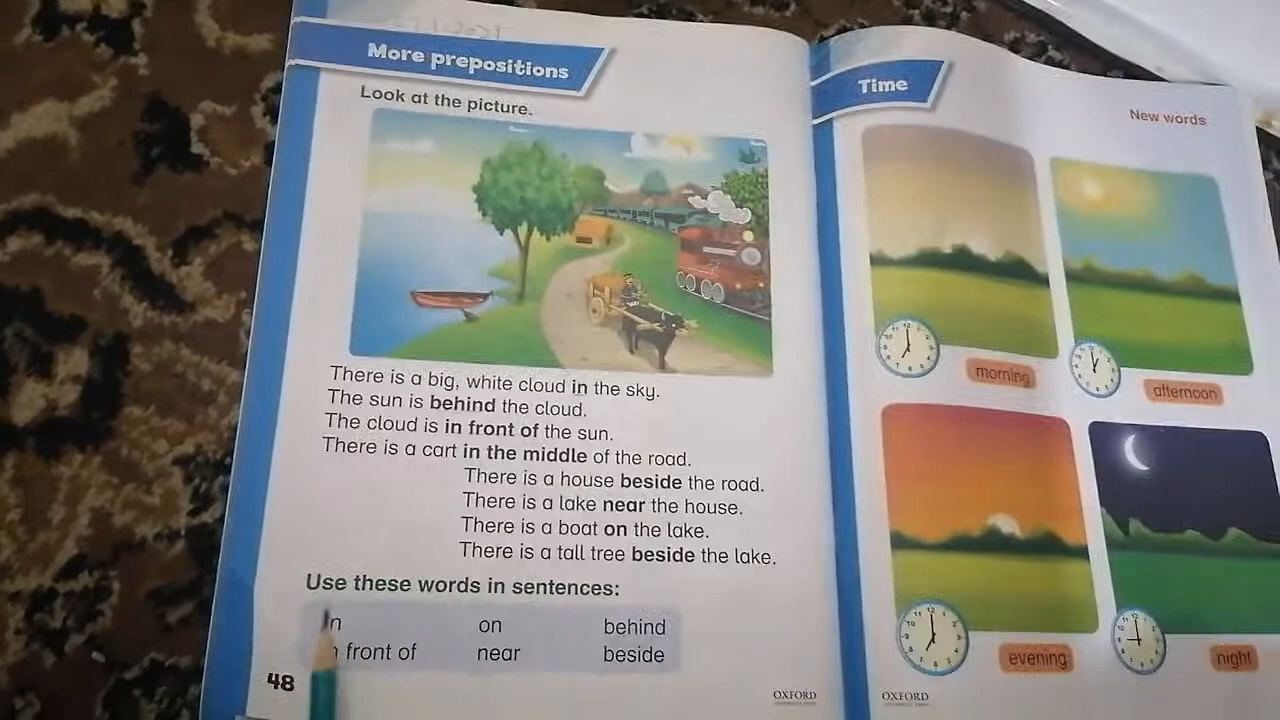 More prepositions
Look at the picture.
There is a big, white cloud in the sky.
The sun is behind the cloud.
The cloud is in front of the sun.
There is a cart in the middle of the road.
There is a house beside the road.
There is a lake near the house.
There is a boat on the lake.
There is a tall tree beside the lake.
Use these words in sentences:
in on behind
front of near beside
48
OXFORD
Time
New words
morning
afternoon
evening
night
OXFORD